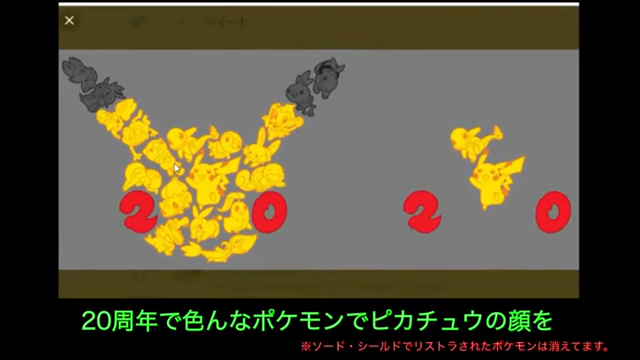 ツイート
2 0 2 0
20周年で色んなポケモンでピカチュウの顔を
※ソード・シールドでリストラされたポケモンは消えてます。